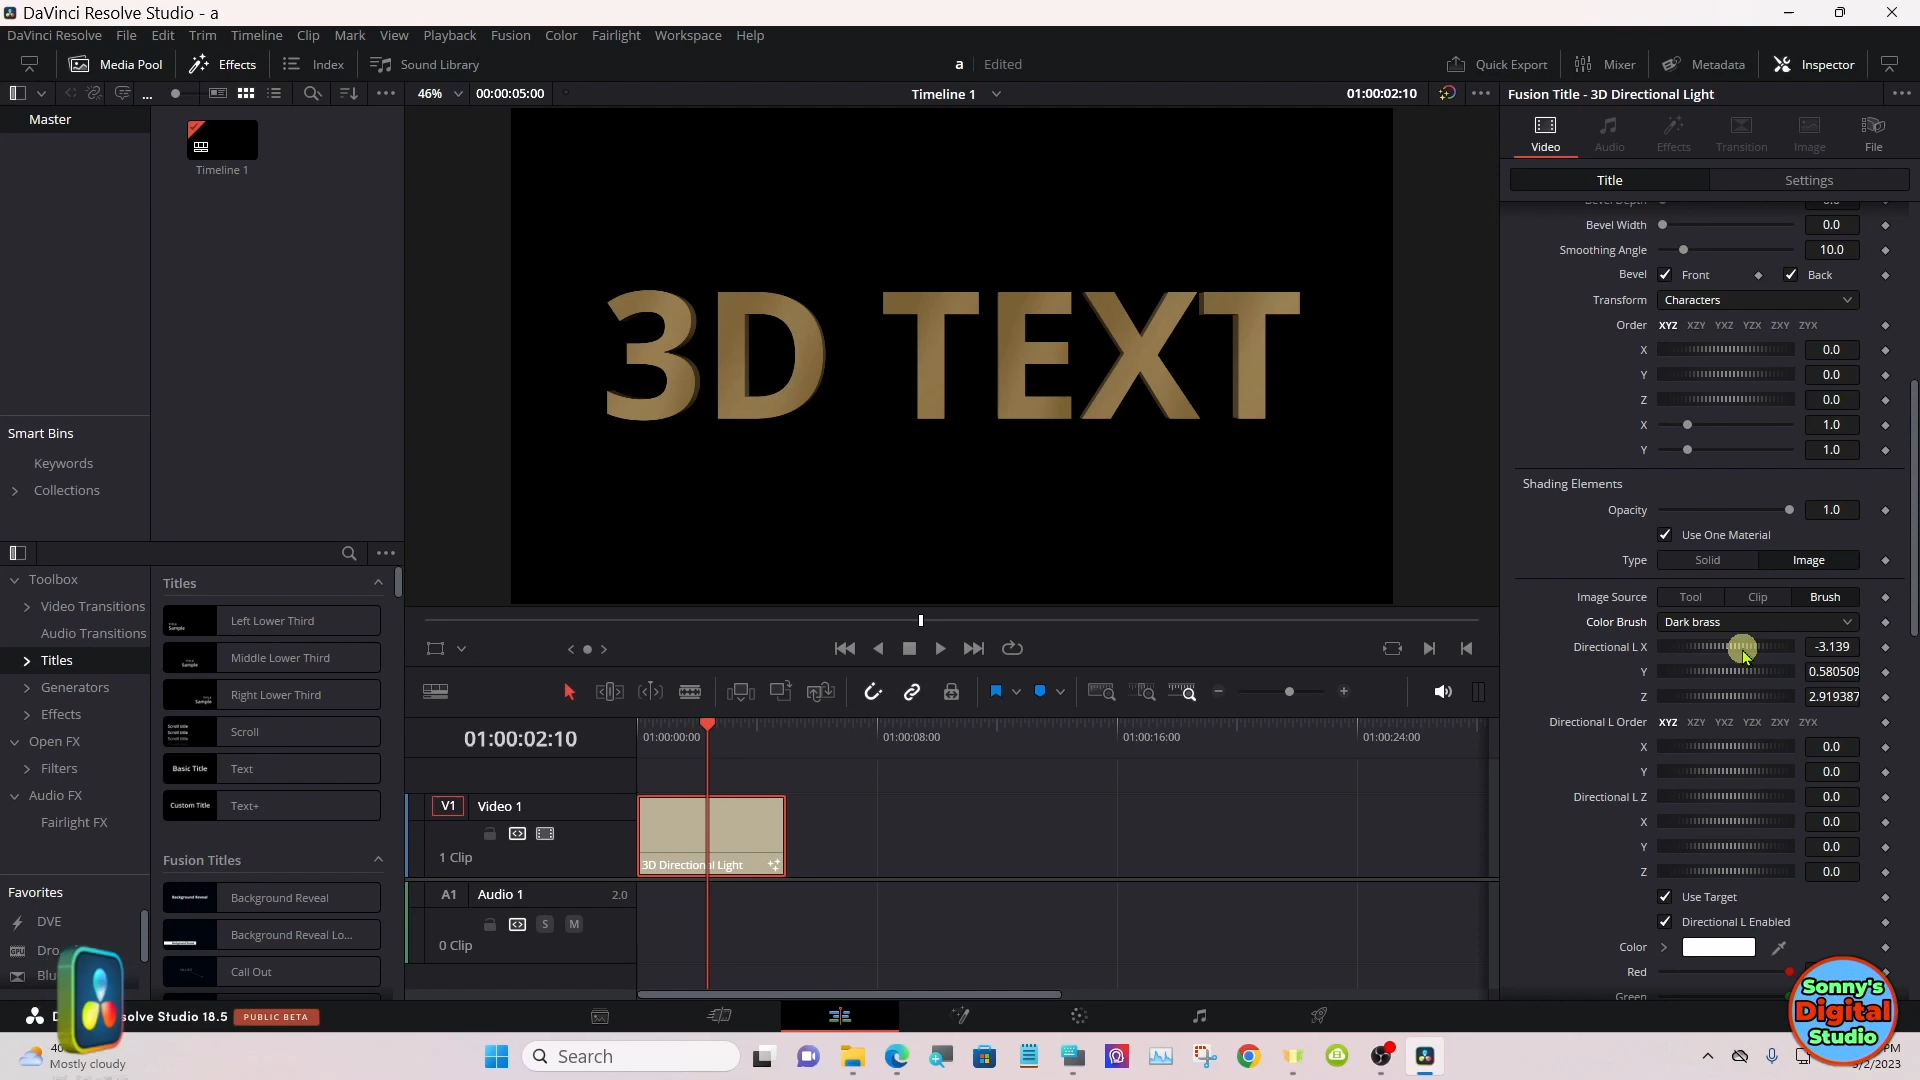 DaVinci Resolve Studio - a
DaVinci Resolve File Edit Trim Timeline Clip Mark View Playback Fusion Color Fairlight Workspace Help
Media Pool Effects Index Sound Library a Edited Quick Export Mixer Metadata Inspector
... 46% 00:00:05:00 Timeline 1 01:00:02:10 Fusion Title - 3D Directional Light
Master
Timeline 1
Smart Bins
Keywords
Collections
3D TEXT
Video Audio Effects Transition Image File
Title Settings
Bevel Width 0.0
Smoothing Angle 10.0
Bevel Front Back
Transform Characters
Order XYZ XZY YXZ YZX ZXY ZYX
X 0.0
Y 0.0
Z 0.0
X 1.0
Y 1.0
Shading Elements
Opacity 1.0
Use One Material
Type Solid Image
Image Source Tool Clip Brush
Color Brush Dark brass
Directional L X -3.139
Y 0.580509
Z 2.919387
Directional L Order XYZ XZY YXZ YZX ZXY ZYX
X 0.0
Y 0.0
Directional L Z 0.0
X 0.0
Y 0.0
Z 0.0
Use Target
Directional L Enabled
Color
Red
Green
Toolbox
Video Transitions
Audio Transitions
Titles
Generators
Effects
Open FX
Filters
Audio FX
Fairlight FX
Favorites
DVE
Titles
Left Lower Third
Middle Lower Third
Right Lower Third
Scroll
Basic Title Text
Custom Title Text+
Fusion Titles
Background Reveal Background Reveal
Background Reveal Lo...
Call Out
01:00:02:10 01:00:00:00 01:00:08:00 01:00:16:00 01:00:24:00
V1 Video 1
1 Clip
3D Directional Light
A1 Audio 1 2.0
S M
0 Clip
solve Studio 18.5 PUBLIC BETA
Sonny's
Digital
Studio
Mostly cloudy
Search
PM
/2/2023